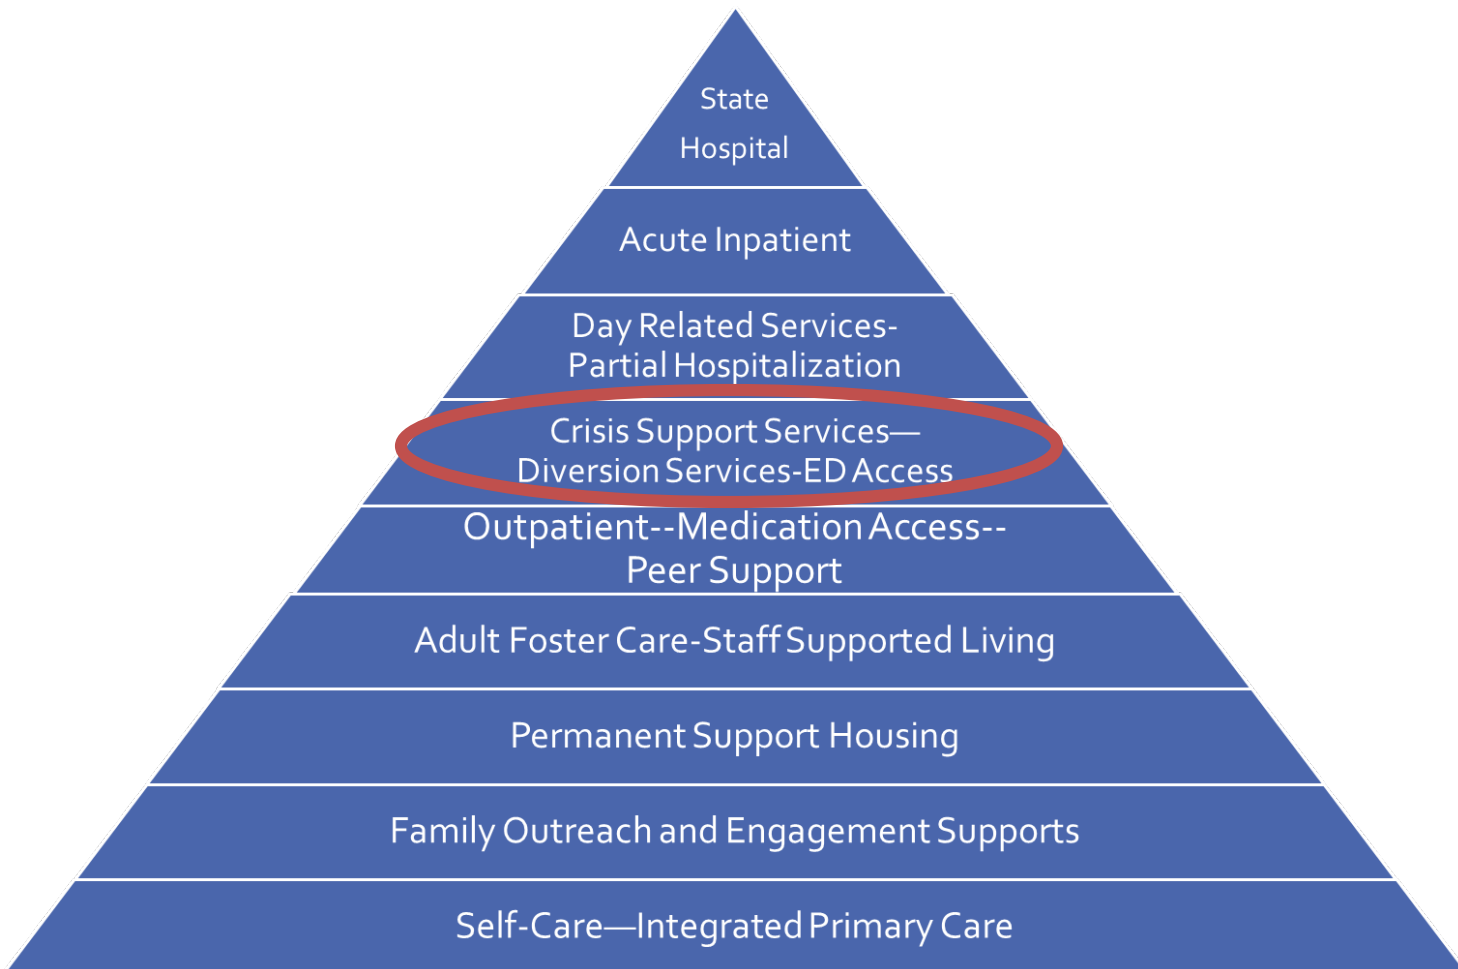 State
Hospital
Acute Inpatient
Day Related Services-
Partial Hospitalization
Crisis Support Services—
Diversion Services-ED Access
Outpatient--Medication Access--
Peer Support
Adult Foster Care-Staff Supported Living
Permanent Support Housing
Family Outreach and Engagement Supports
Self-Care—Integrated Primary Care